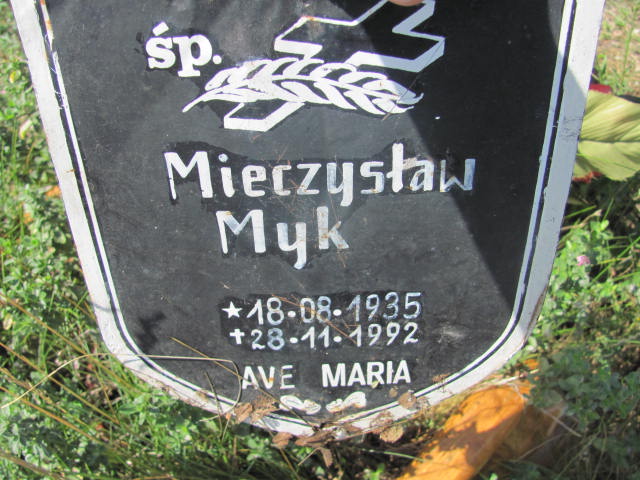 śp.
Mieczysław
Myk
★18·08·1935
✝28·11·1992
AVE MARIA